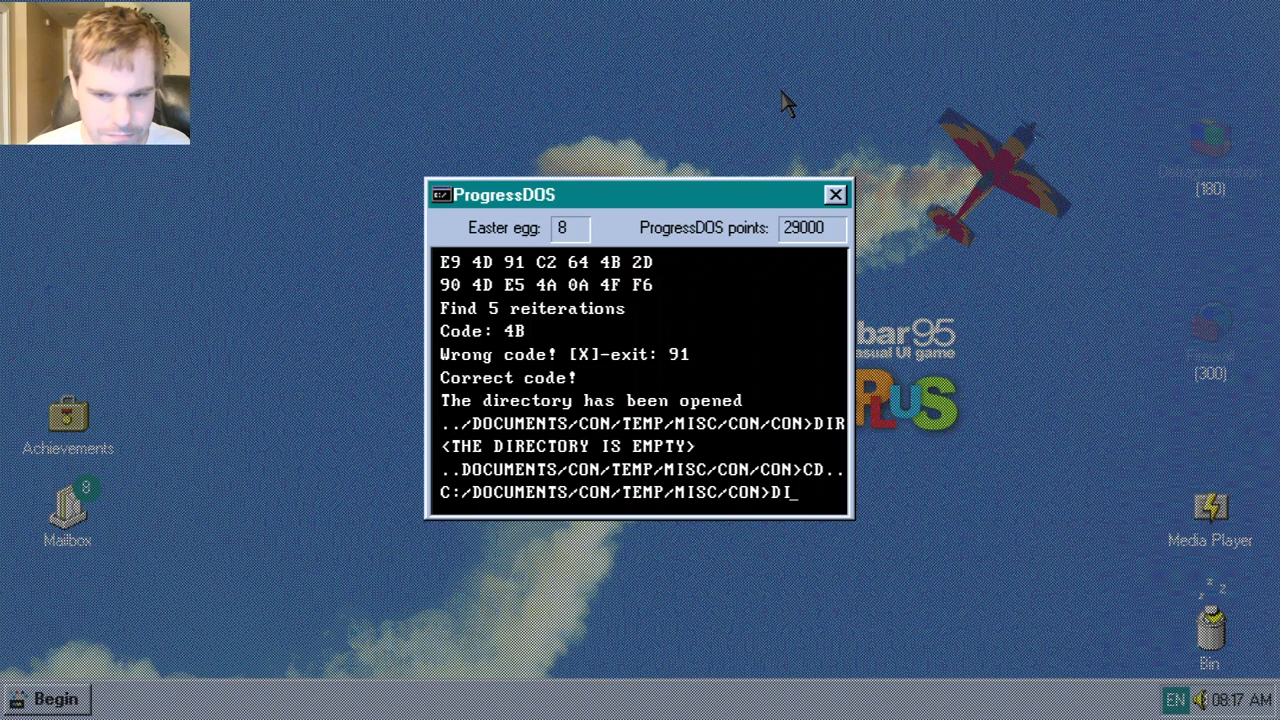 ProgressDOS
Easter egg: 8 ProgressDOS points: 29000
E9 4D 91 C2 64 4B 2D
90 4D E5 4A 0A 4F F6
Find 5 reiterations
Code: 4B
Wrong code! [X]-exit: 91
Correct code!
The directory has been opened
../DOCUMENTS/CON/TEMP/MISC/CON/CON>DIR
<THE DIRECTORY IS EMPTY>
..DOCUMENTS/CON/TEMP/MISC/CON/CON>CD..
C:/DOCUMENTS/CON/TEMP/MISC/CON>DI_
bar95
asual UI game
PLUS
(180)
(300)
Achievements
8
Mailbox
Media Player
z z z
Bin
Begin
EN 08:17 AM